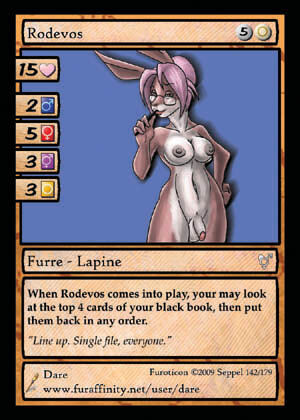 Rodevos 5
15
2
5
3
3
Furre - Lapine
When Rodevos comes into play, your may look
at the top 4 cards of your black book, then put
them back in any order.
"Line up. Single file, everyone."
Dare Furoticon ©2009 Seppel 142/179
www.furaffinity.net/user/dare